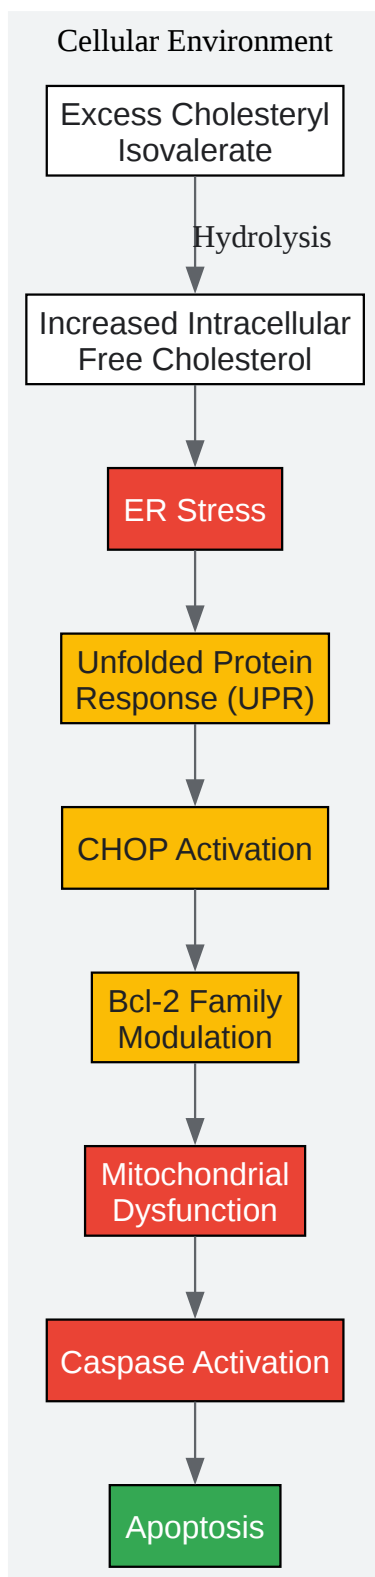 Cellular Environment
Excess Cholesteryl
Isovalerate
Hydrolysis
Increased Intracellular
Free Cholesterol
ER Stress
Unfolded Protein
Response (UPR)
CHOP Activation
Bcl-2 Family
Modulation
Mitochondrial
Dysfunction
Caspase Activation
Apoptosis